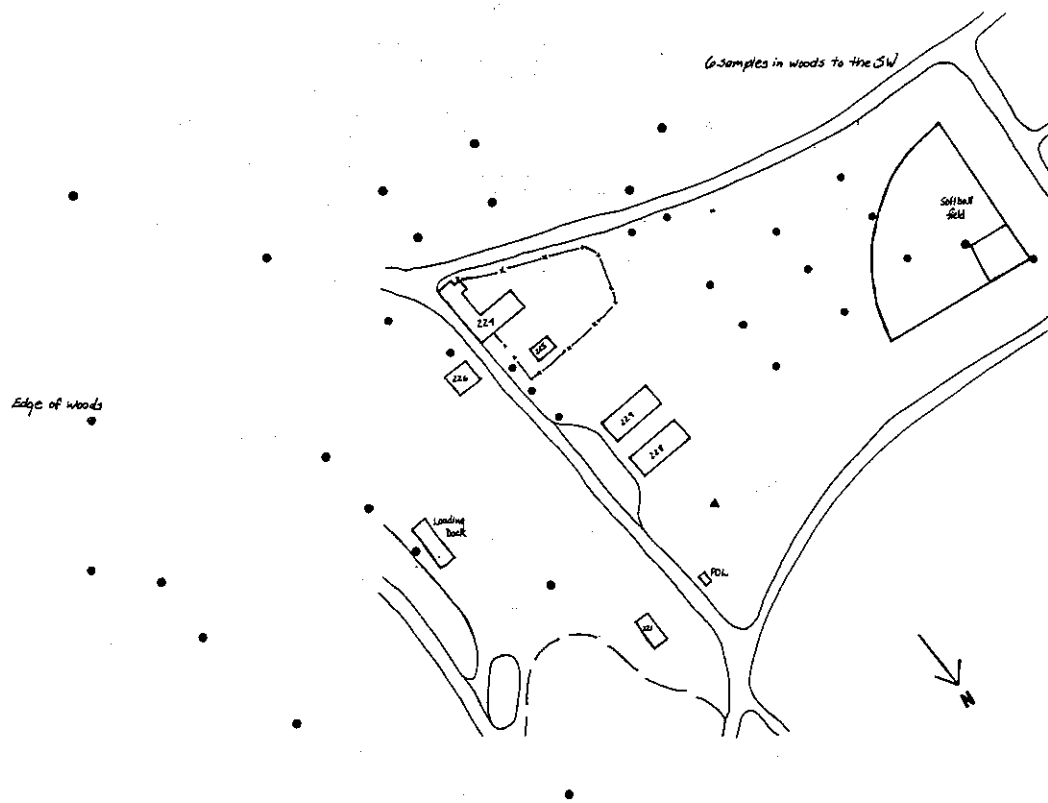 6 samples in woods to the SW
Softball
field
224
225
226
Edge of woods
229
228
Loading
Dock
POL
221
N